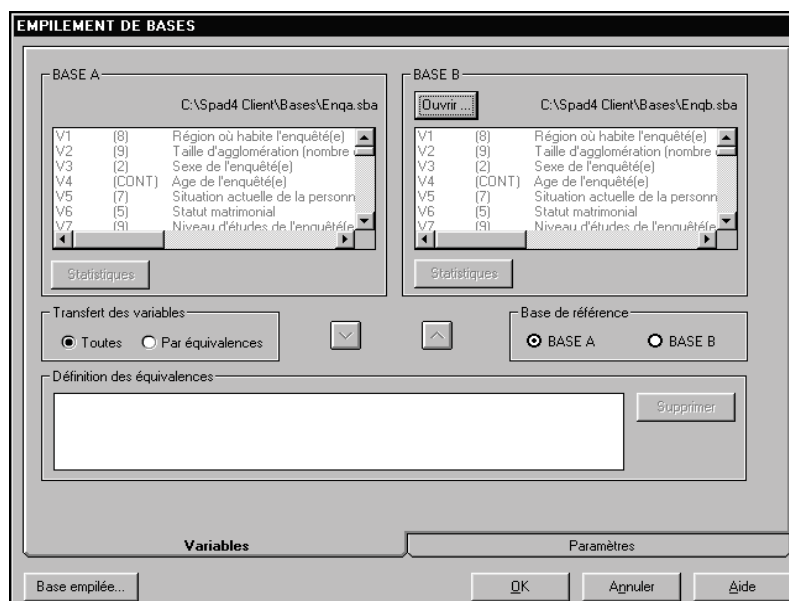 EMPILEMENT DE BASES
BASE A
C:\Spad4 Client\Bases\Enqa.sba
V1 (8) Région où habite l'enquêté(e)
V2 (9) Taille d'agglomération (nombre
V3 (2) Sexe de l'enquêté(e)
V4 (CONT) Age de l'enquêté(e)
V5 (7) Situation actuelle de la personn
V6 (5) Statut matrimonial
V7 (9) Niveau d'études de l'enquêté(e
Statistiques
BASE B
Ouvrir ...
C:\Spad4 Client\Bases\Enqb.sba
V1 (8) Région où habite l'enquêté(e)
V2 (9) Taille d'agglomération (nombre
V3 (2) Sexe de l'enquêté(e)
V4 (CONT) Age de l'enquêté(e)
V5 (7) Situation actuelle de la personn
V6 (5) Statut matrimonial
V7 (9) Niveau d'études de l'enquêté(e
Statistiques
Transfert des variables
Toutes Par équivalences
Base de référence
BASE A BASE B
Définition des équivalences
Supprimer
Variables Paramètres
Base empilée... OK Annuler Aide